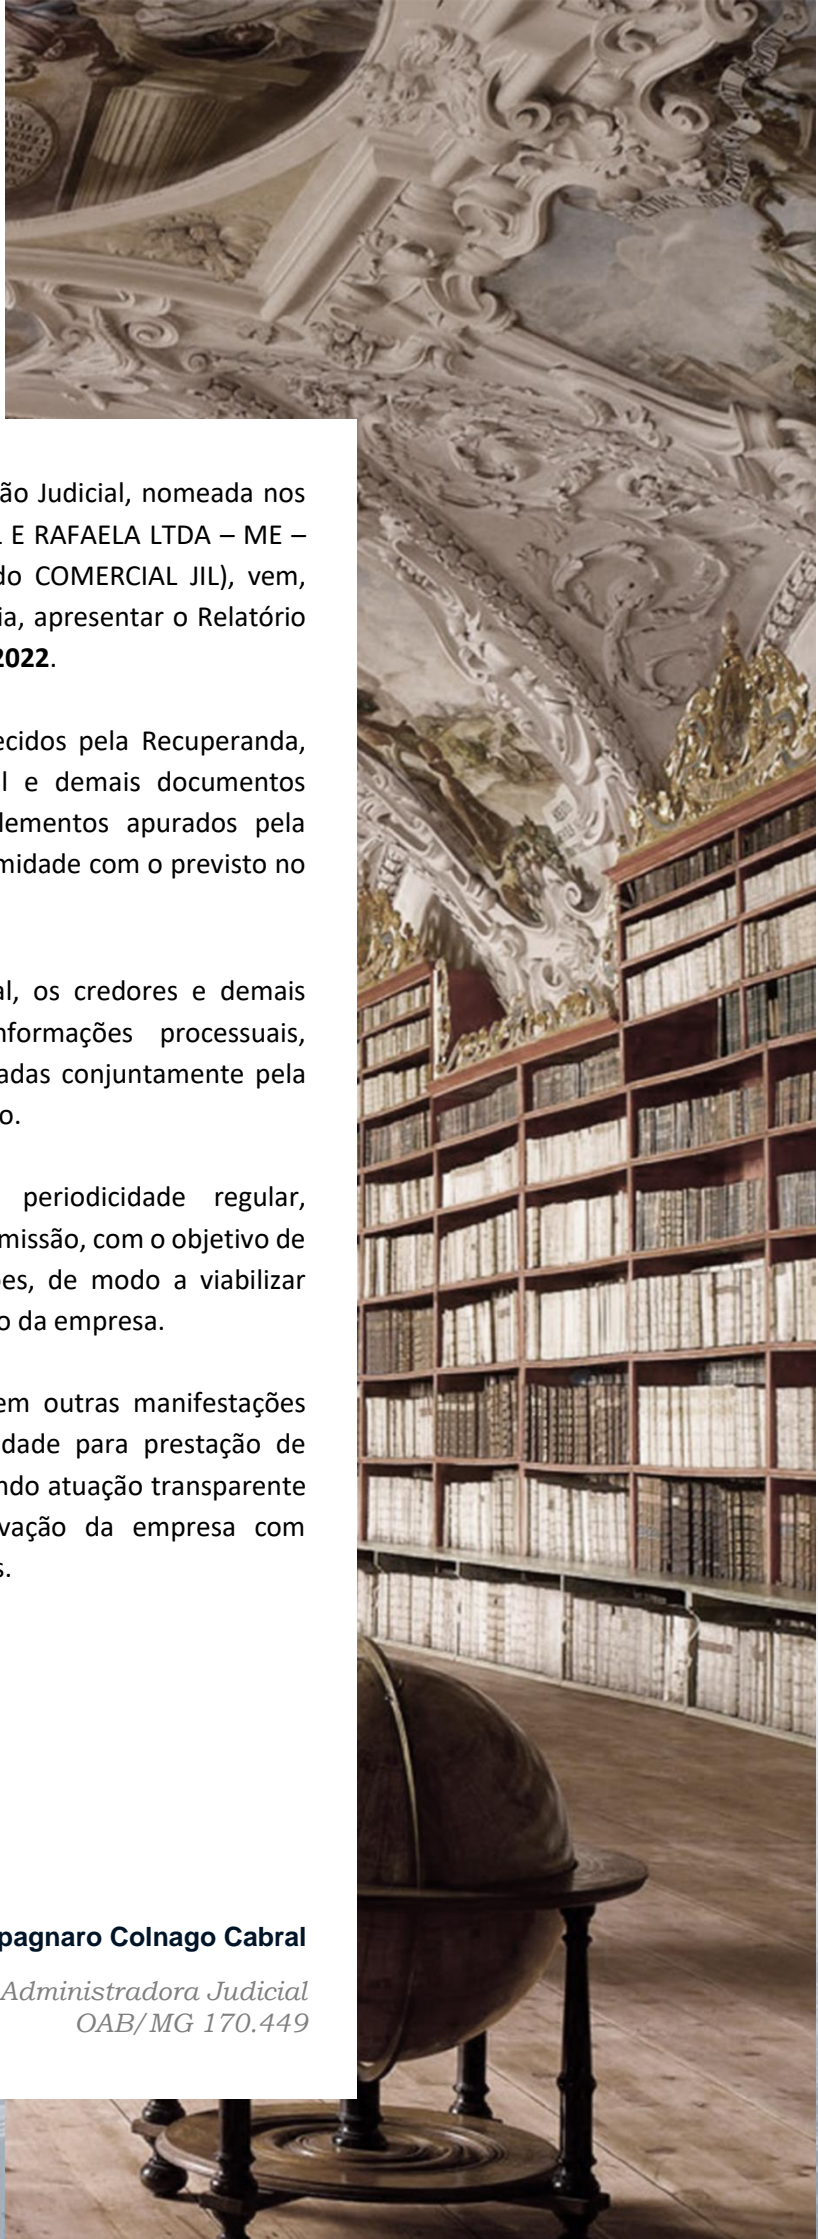 ão Judicial, nomeada nos
E RAFAELA LTDA – ME –
do COMERCIAL JIL), vem,
ia, apresentar o Relatório
2022.
ecidos pela Recuperanda,
l e demais documentos
lementos apurados pela
midade com o previsto no
al, os credores e demais
nformações processuais,
adas conjuntamente pela
o.
periodicidade regular,
missão, com o objetivo de
es, de modo a viabilizar
o da empresa.
em outras manifestações
dade para prestação de
ndo atuação transparente
vação da empresa com
s.
pagnaro Colnago Cabral
Administradora Judicial
OAB/MG 170.449